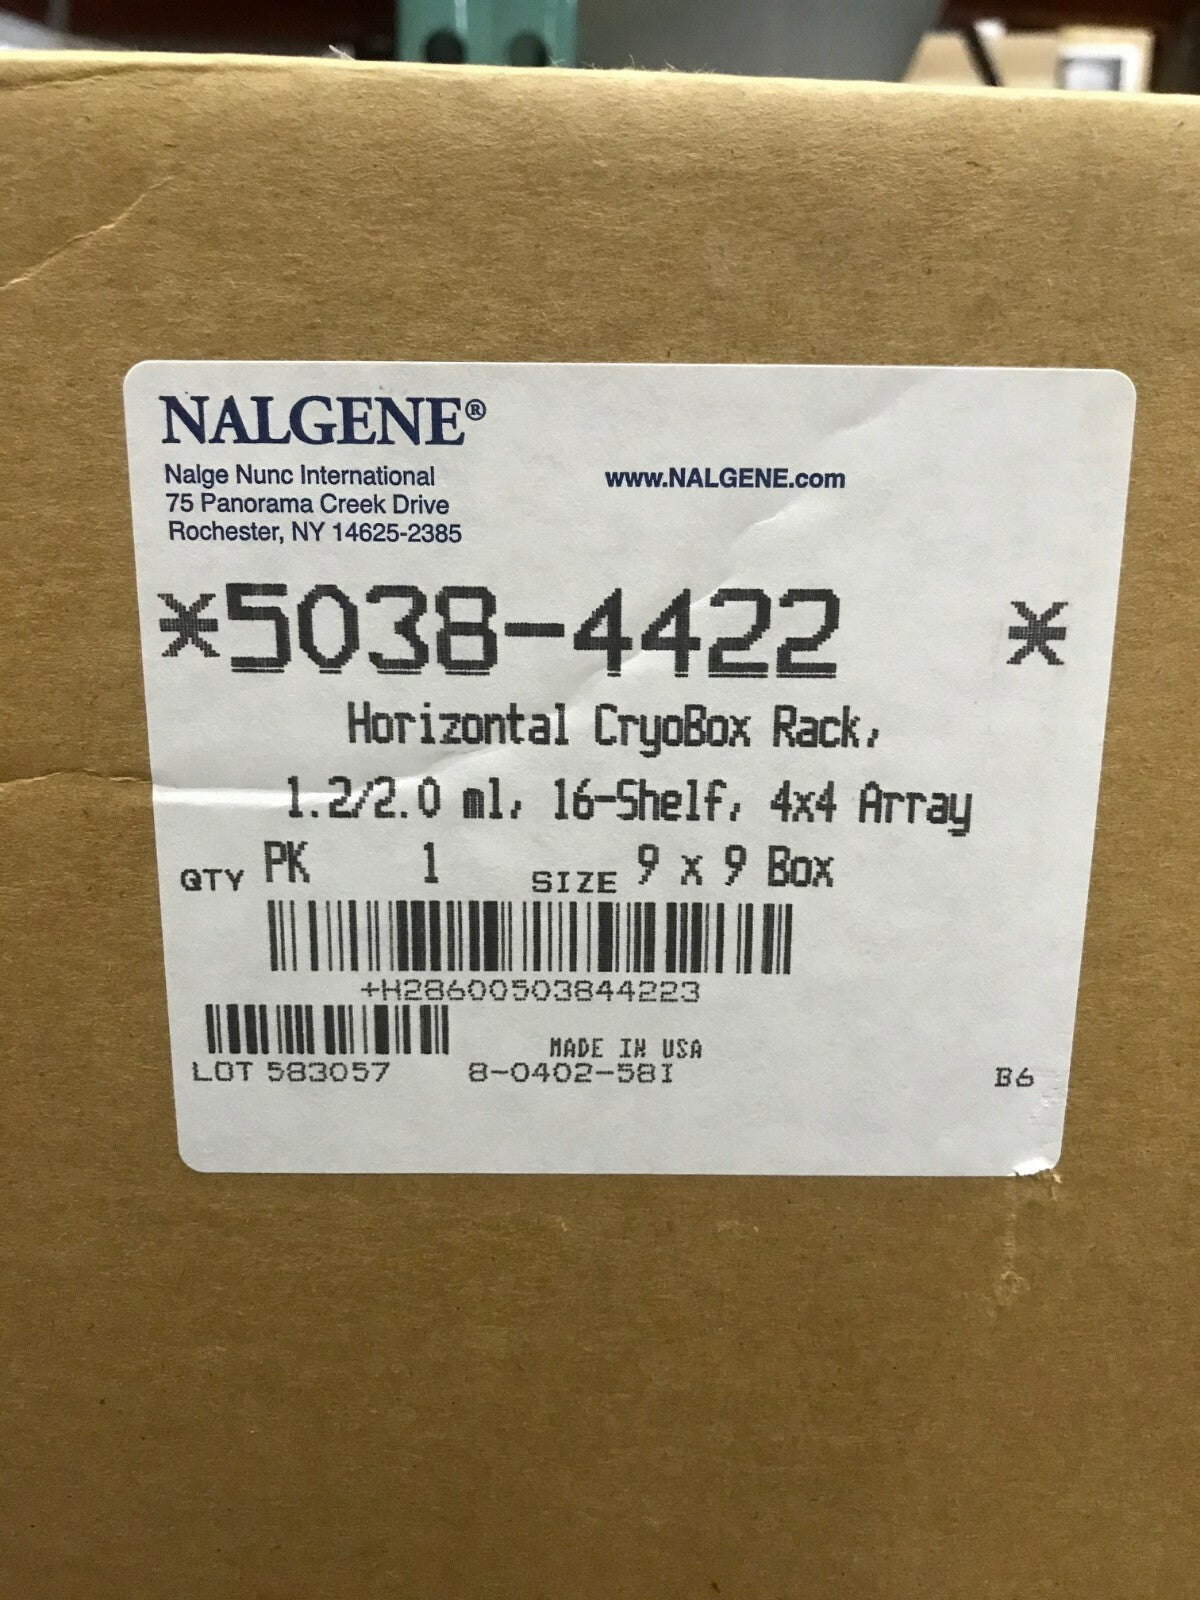 NALGENE®
Nalge Nunc International
www.NALGENE.com
75 Panorama Creek Drive
Rochester, NY 14625-2385
*5038-4422 *
Horizontal CryoBox Rack,
1.2/2.0 ml, 16-Shelf, 4x4 Array
QTY PK 1 SIZE 9 x 9 Box
+H28600503844223
MADE IN USA
LOT 583057 8-0402-58I B6